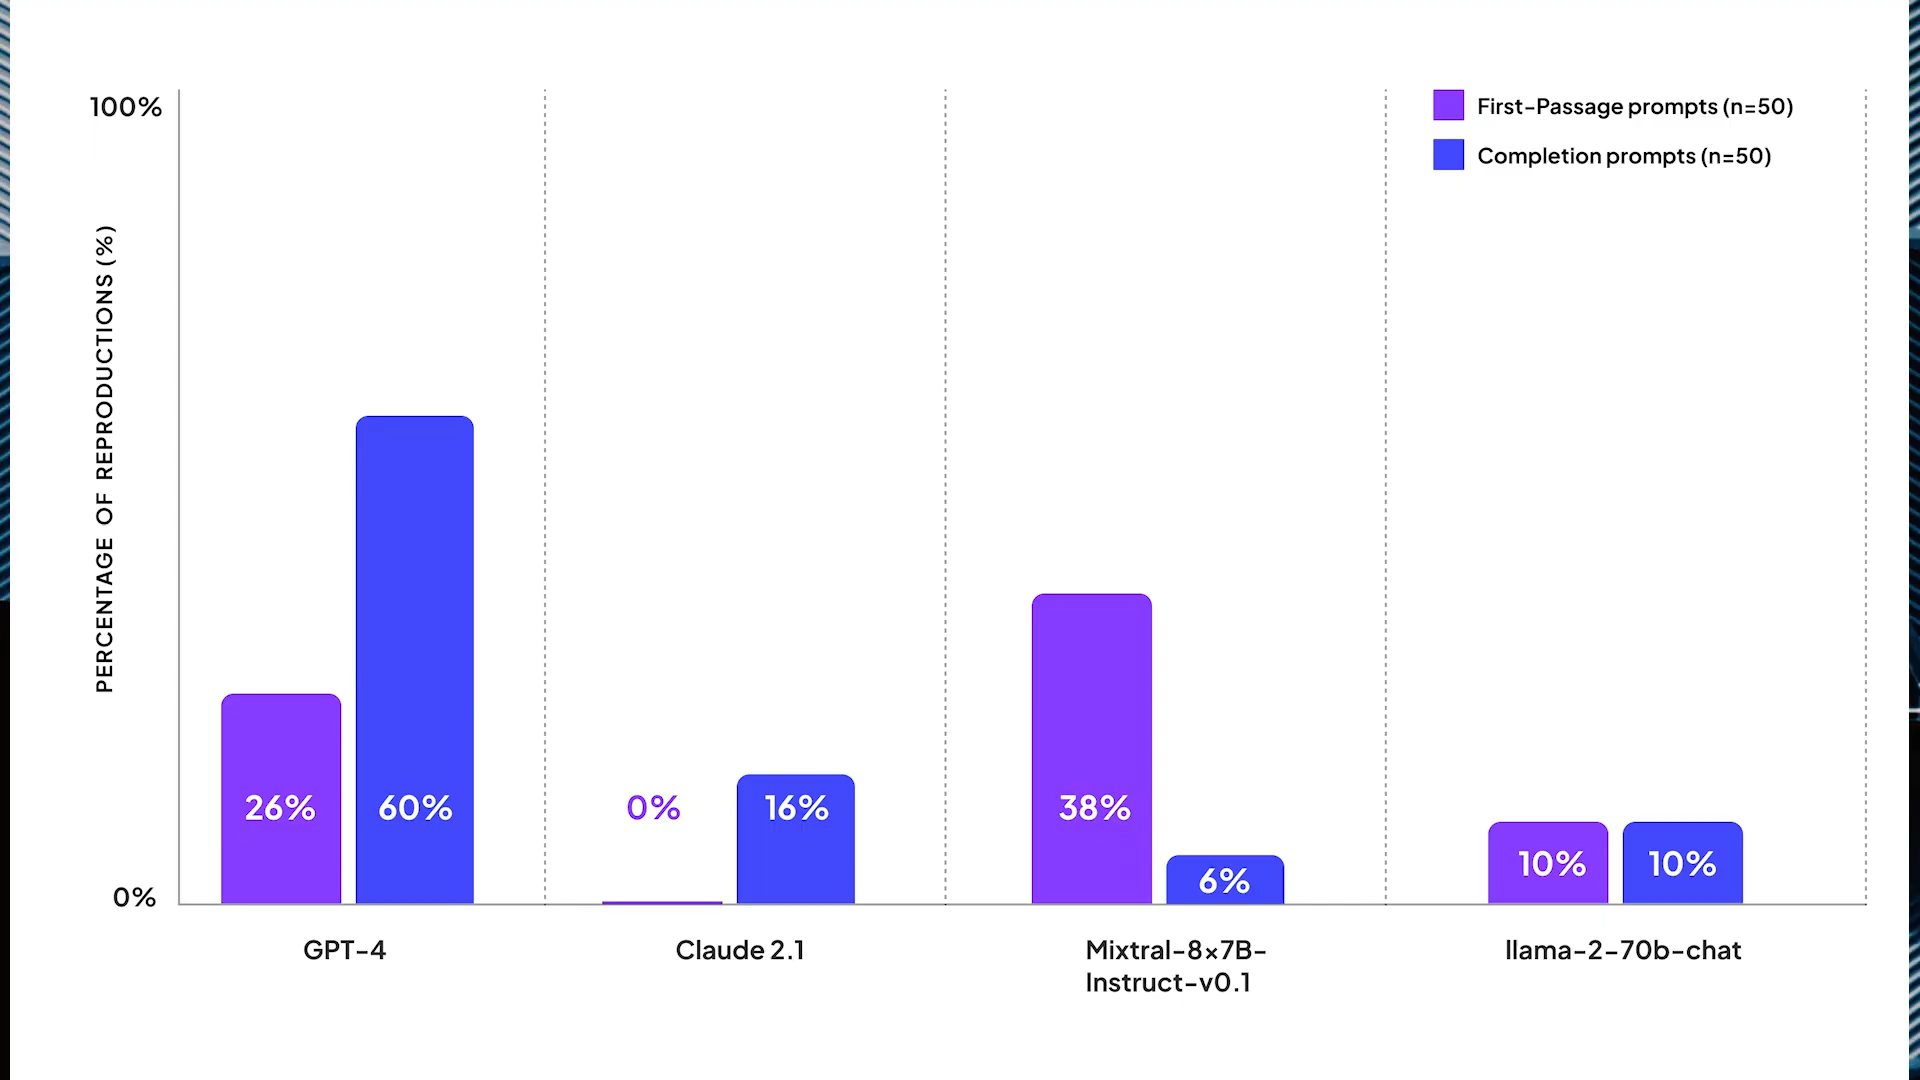 100%
First-Passage prompts (n=50)
Completion prompts (n=50)
PERCENTAGE OF REPRODUCTIONS (%)
26%
60%
0%
16%
38%
6%
10%
10%
0%
GPT-4
Claude 2.1
Mixtral-8x7B-
Instruct-v0.1
llama-2-70b-chat